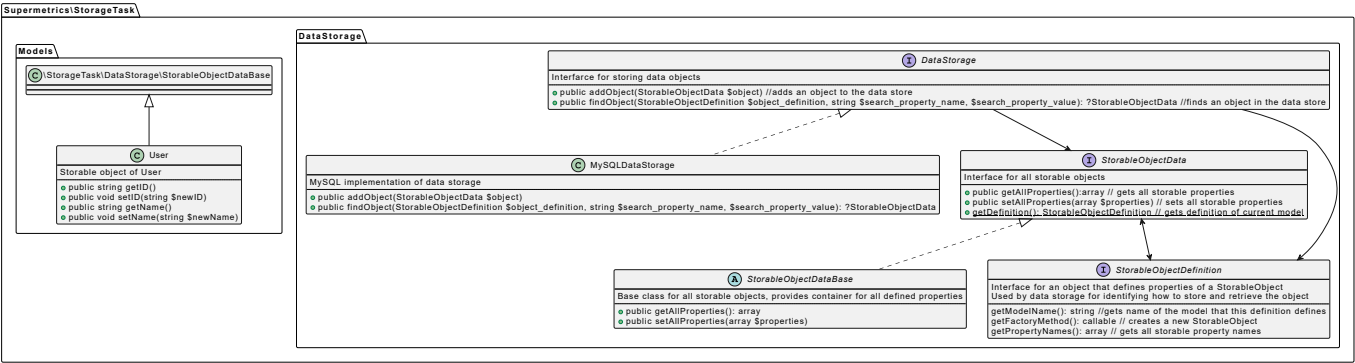 Supermetrics\StorageTask
Models
C \StorageTask\DataStorage\StorableObjectDataBase
C User
Storable object of User
public string getID()
public void setID(string $newID)
public string getName()
public void setName(string $newName)
DataStorage
I DataStorage
Interfarce for storing data objects
public addObject(StorableObjectData $object) //adds an object to the data store
public findObject(StorableObjectDefinition $object_definition, string $search_property_name, $search_property_value): ?StorableObjectData //finds an object in the data store
C MySQLDataStorage
MySQL implementation of data storage
public addObject(StorableObjectData $object)
public findObject(StorableObjectDefinition $object_definition, string $search_property_name, $search_property_value): ?StorableObjectData
I StorableObjectData
Interface for all storable objects
public getAllProperties():array // gets all storable properties
public setAllProperties(array $properties) // sets all storable properties
getDefinition(): StorableObjectDefinition // gets definition of current model
A StorableObjectDataBase
Base class for all storable objects, provides container for all defined properties
public getAllProperties(): array
public setAllProperties(array $properties)
I StorableObjectDefinition
Interface for an object that defines properties of a StorableObject
Used by data storage for identifying how to store and retrieve the object
getModelName(): string //gets name of the model that this definition defines
getFactoryMethod(): callable // creates a new StorableObject
getPropertyNames(): array // gets all storable property names